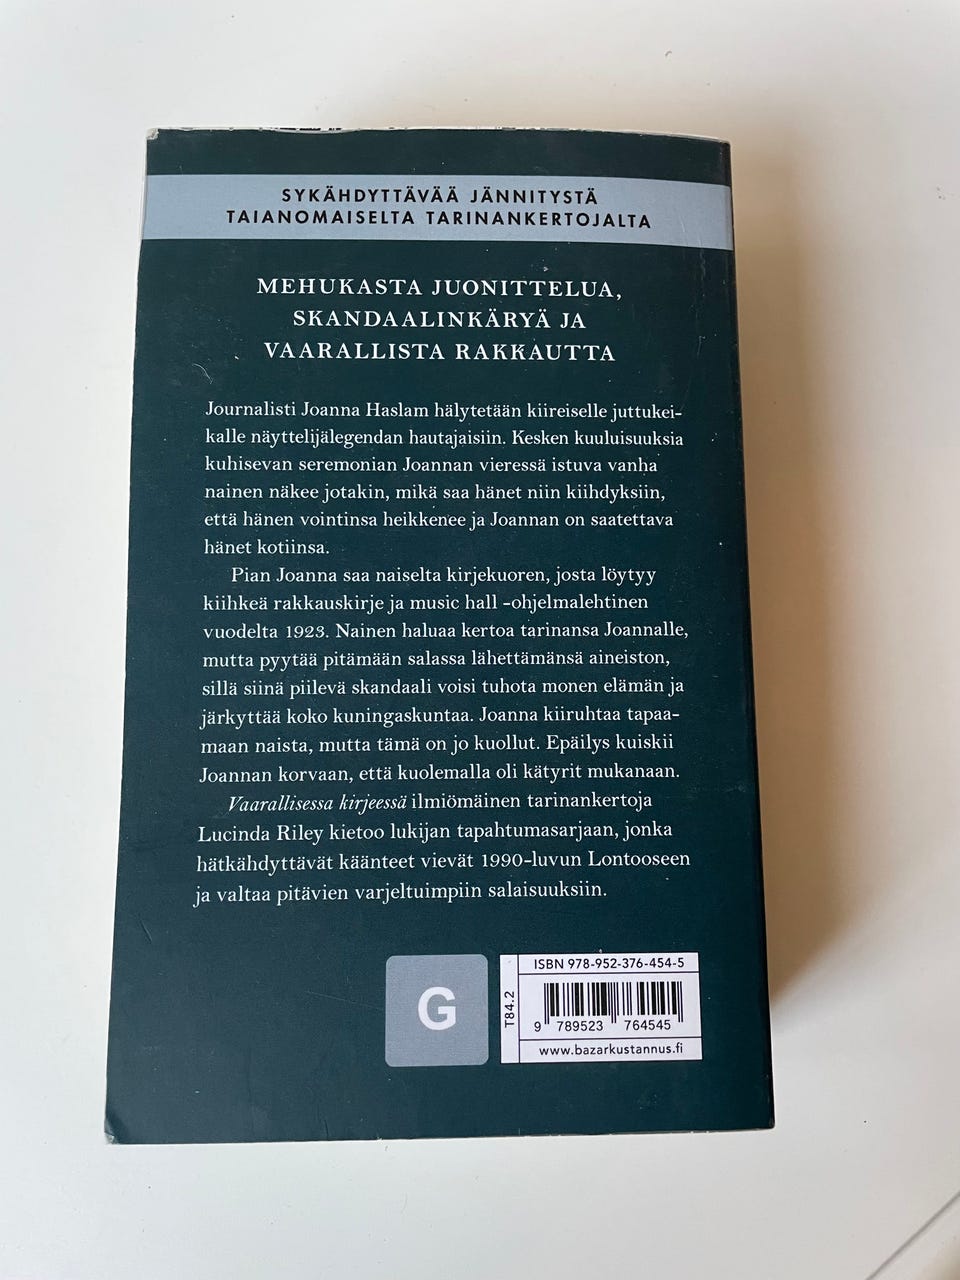 SYKÄHDYTTÄVÄÄ JÄNNITYSTÄ
TAIANOMAISELTA TARINANKERTOJALTA
MEHUKASTA JUONITTELUA,
SKANDAALINKÄRYÄ JA
VAARALLISTA RAKKAUTTA
Journalisti Joanna Haslam hälytetään kiireiselle juttukei-
kalle näyttelijälegendan hautajaisiin. Kesken kuuluisuuksia
kuhisevan seremonian Joannan vieressä istuva vanha
nainen näkee jotakin, mikä saa hänet niin kiihdyksiin,
että hänen vointinsa heikkenee ja Joannan on saatettava
hänet kotiinsa.
Pian Joanna saa naiselta kirjekuoren, josta löytyy
kiihkeä rakkauskirje ja music hall -ohjelmalehtinen
vuodelta 1923. Nainen haluaa kertoa tarinansa Joannalle,
mutta pyytää pitämään salassa lähettämänsä aineiston,
sillä siinä piilevä skandaali voisi tuhota monen elämän ja
järkyttää koko kuningaskuntaa. Joanna kiiruhtaa tapaa-
maan naista, mutta tämä on jo kuollut. Epäilys kuiskii
Joannan korvaan, että kuolemalla oli kätyrit mukanaan.
Vaarallisessa kirjeessä ilmiömäinen tarinankertoja
Lucinda Riley kietoo lukijan tapahtumasarjaan, jonka
hätkähdyttävät käänteet vievät 1990-luvun Lontooseen
ja valtaa pitävien varjeltuimpiin salaisuuksiin.
G
T84.2
ISBN 978-952-376-454-5
9 789523 764545
www.bazarkustannus.fi